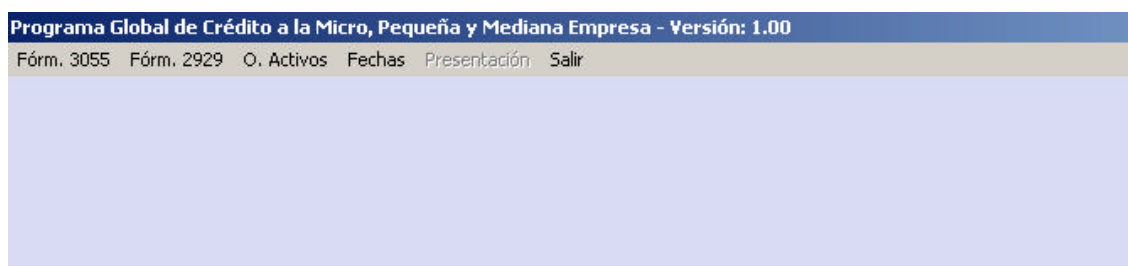 Programa Global de Crédito a la Micro, Pequeña y Mediana Empresa - Versión: 1.00
Fórm. 3055 Fórm. 2929 O. Activos Fechas Presentación Salir